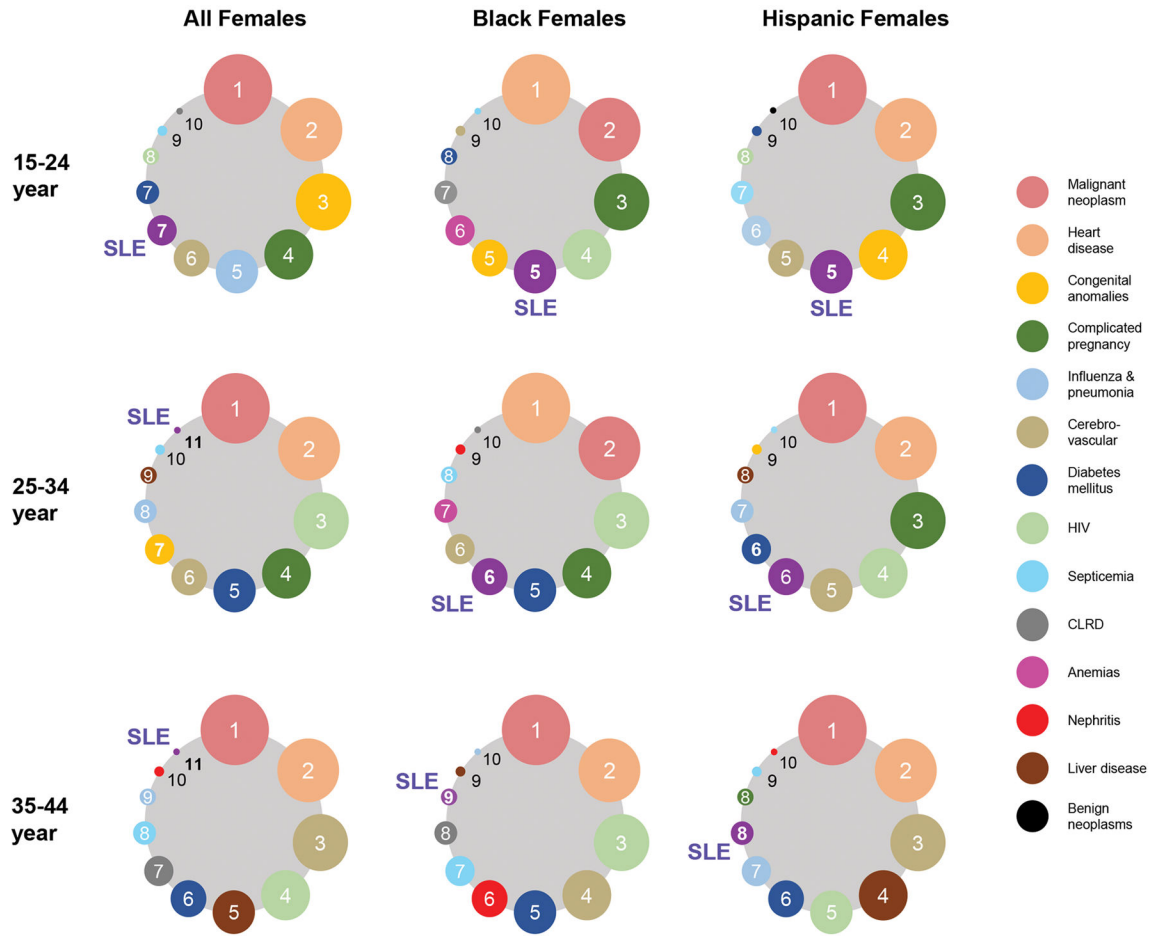 All Females
Black Females
Hispanic Females
15-24
year
1
2
3
4
5
6
7
SLE
7
8
9
10
1
2
3
4
5
SLE
5
6
7
8
9
10
1
2
3
4
5
SLE
5
6
7
8
9
10
25-34
year
1
2
3
4
5
6
7
8
9
10
11
SLE
1
2
3
4
5
6
SLE
6
7
8
9
10
1
2
3
4
5
6
SLE
6
7
8
9
10
35-44
year
1
2
3
4
5
6
7
8
9
10
11
SLE
1
2
3
4
5
6
7
8
9
SLE
9
10
1
2
3
4
5
6
7
8
SLE
8
9
10
Malignant
neoplasm
Heart
disease
Congenital
anomalies
Complicated
pregnancy
Influenza &
pneumonia
Cerebro-
vascular
Diabetes
mellitus
HIV
Septicemia
CLRD
Anemias
Nephritis
Liver disease
Benign
neoplasms